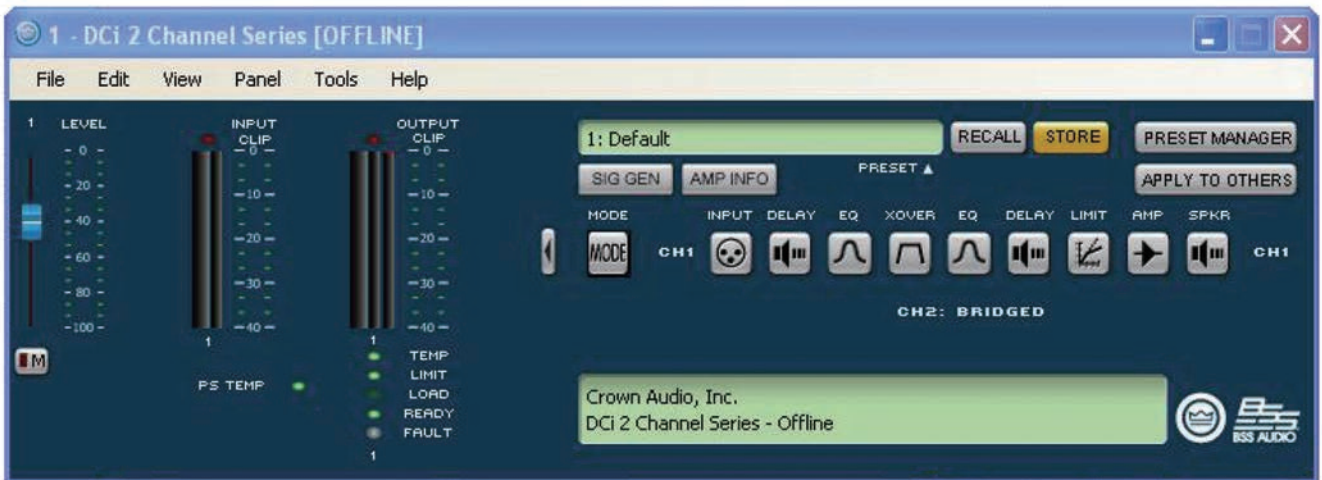 1 - DCi 2 Channel Series [OFFLINE]
File Edit View Panel Tools Help
1 LEVEL
- 0 -
- 20 -
- 40 -
- 60 -
- 80 -
-100 -
M
INPUT
CLIP
- 0 -
-10 -
-20 -
-30 -
-40 -
1
PS TEMP
OUTPUT
CLIP
- 0 -
-10 -
-20 -
-30 -
-40 -
1
TEMP
LIMIT
LOAD
READY
FAULT
1
1: Default
RECALL STORE PRESET MANAGER
PRESET ▲
SIG GEN AMP INFO APPLY TO OTHERS
MODE INPUT DELAY EQ XOVER EQ DELAY LIMIT AMP SPKR
MODE CH1 CH1
CH2: BRIDGED
Crown Audio, Inc.
DCi 2 Channel Series - Offline
BSS
BSS AUDIO